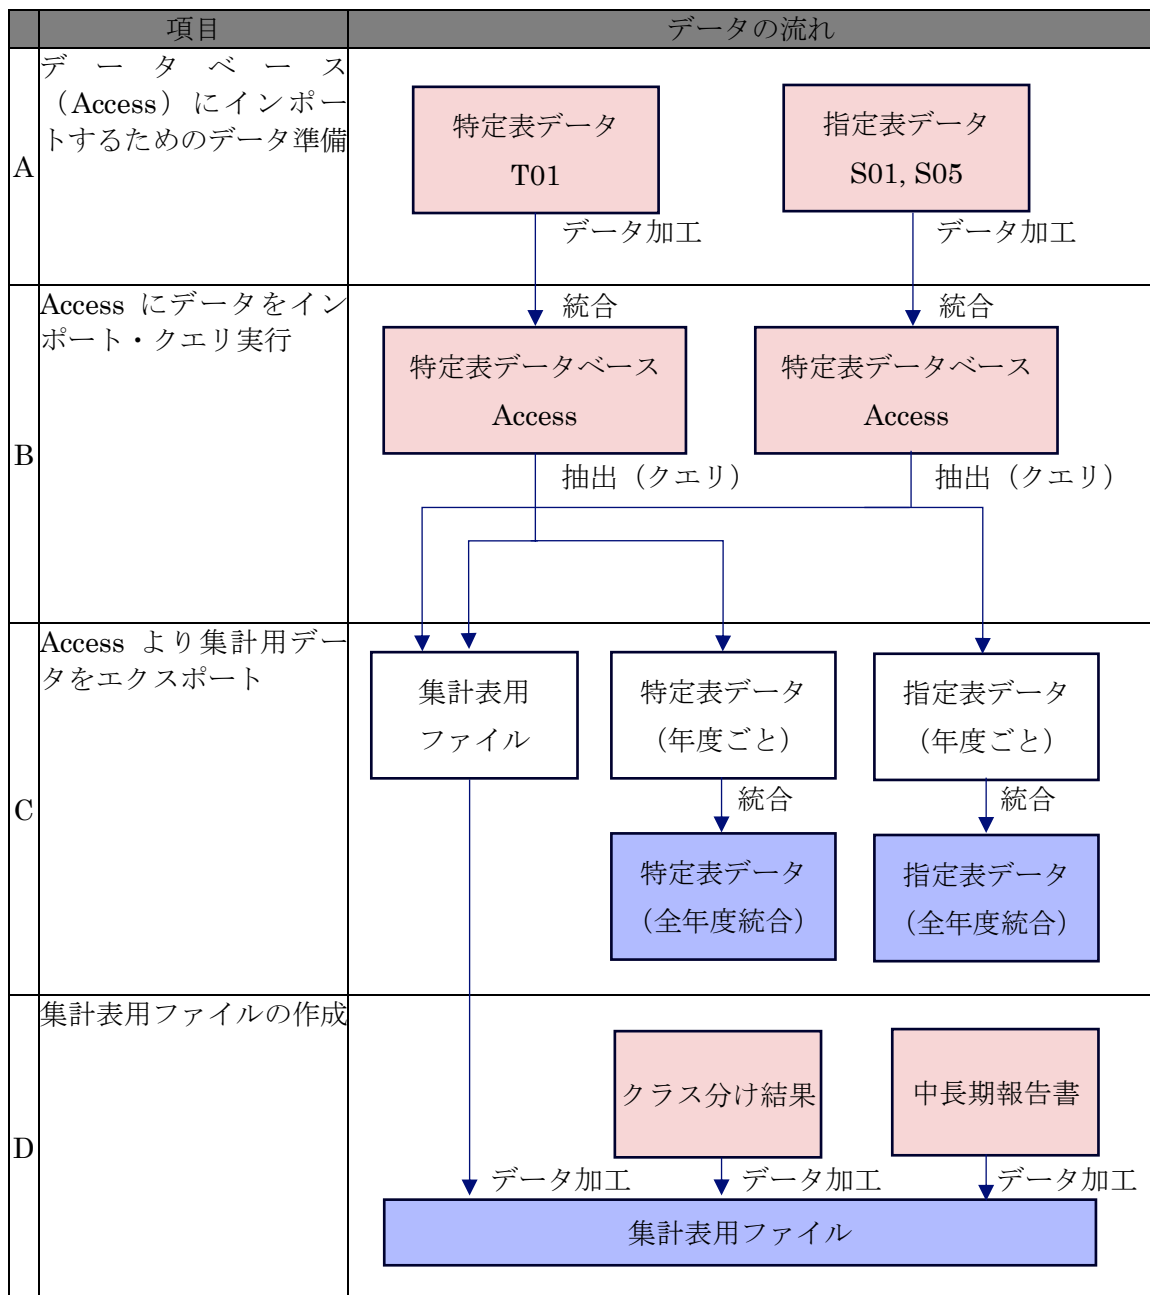 項目
データの流れ
A
データベース
（Access）にインポー
トするためのデータ準備
特定表データ
T01
指定表データ
S01, S05
データ加工
データ加工
B
Access にデータをイン
ポート・クエリ実行
統合
統合
特定表データベース
Access
特定表データベース
Access
抽出（クエリ）
抽出（クエリ）
C
Access より集計用デー
タをエクスポート
集計表用
ファイル
特定表データ
（年度ごと）
指定表データ
（年度ごと）
統合
統合
特定表データ
（全年度統合）
指定表データ
（全年度統合）
D
集計表用ファイルの作成
クラス分け結果
中長期報告書
データ加工
データ加工
データ加工
集計表用ファイル